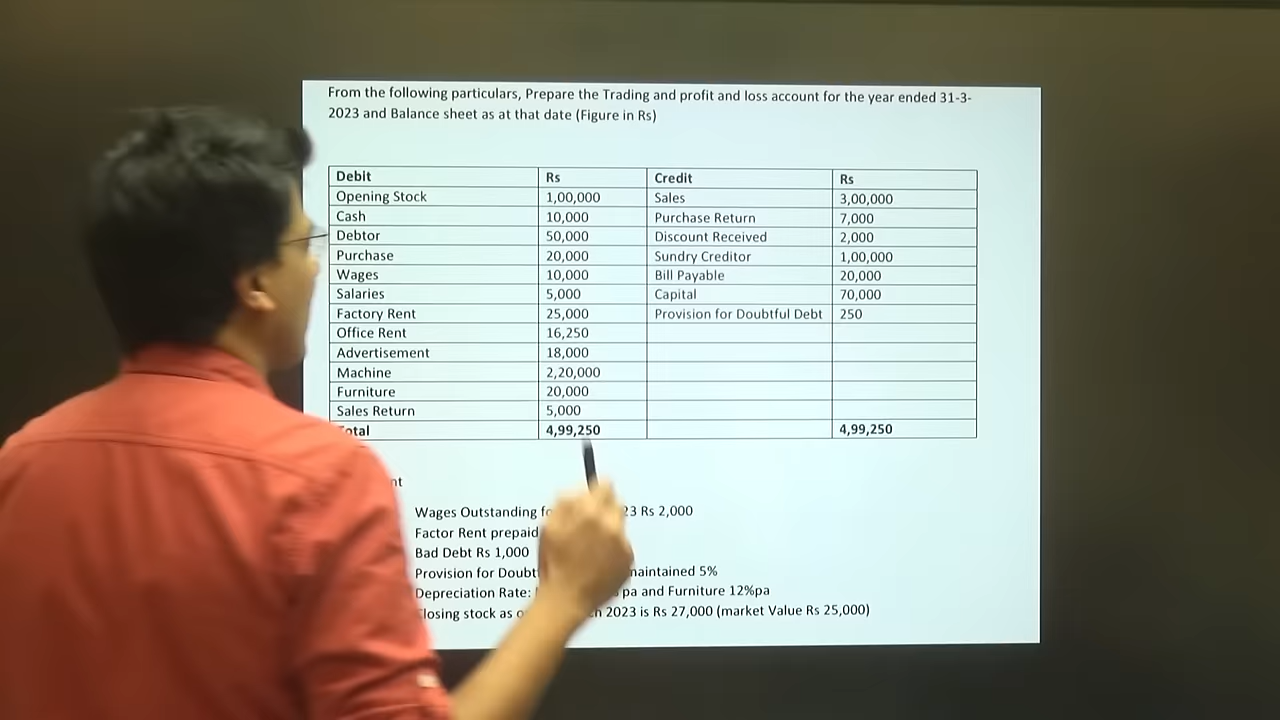 From the following particulars, Prepare the Trading and profit and loss account for the year ended 31-3-
2023 and Balance sheet as at that date (Figure in Rs)
Debit Rs Credit Rs
Opening Stock 1,00,000 Sales 3,00,000
Cash 10,000 Purchase Return 7,000
Debtor 50,000 Discount Received 2,000
Purchase 20,000 Sundry Creditor 1,00,000
Wages 10,000 Bill Payable 20,000
Salaries 5,000 Capital 70,000
Factory Rent 25,000 Provision for Doubtful Debt 250
Office Rent 16,250
Advertisement 18,000
Machine 2,20,000
Furniture 20,000
Sales Return 5,000
Total 4,99,250 4,99,250
Wages Outstanding Rs 2,000
Factor Rent prepaid
Bad Debt Rs 1,000
Provision for 5%
Depreciation Rate: pa and Furniture 12%pa
Closing stock as 2023 is Rs 27,000 (market Value Rs 25,000)